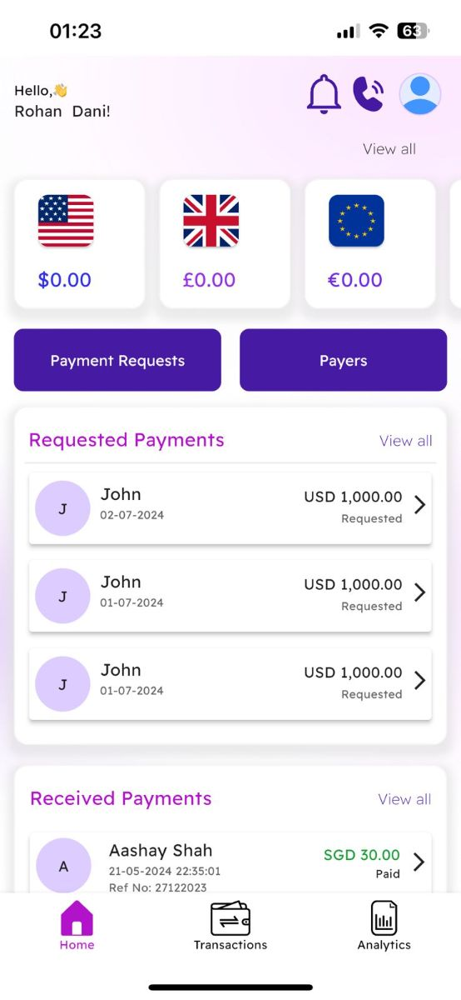 01:23
63
Hello,👋
Rohan Dani!
View all
$0.00
£0.00
€0.00
Payment Requests
Payers
Requested Payments
View all
J
John
USD 1,000.00
02-07-2024
Requested
J
John
USD 1,000.00
01-07-2024
Requested
J
John
USD 1,000.00
01-07-2024
Requested
Received Payments
View all
A
Aashay Shah
SGD 30.00
21-05-2024 22:35:01
Paid
Ref No: 27122023
Home
Transactions
Analytics